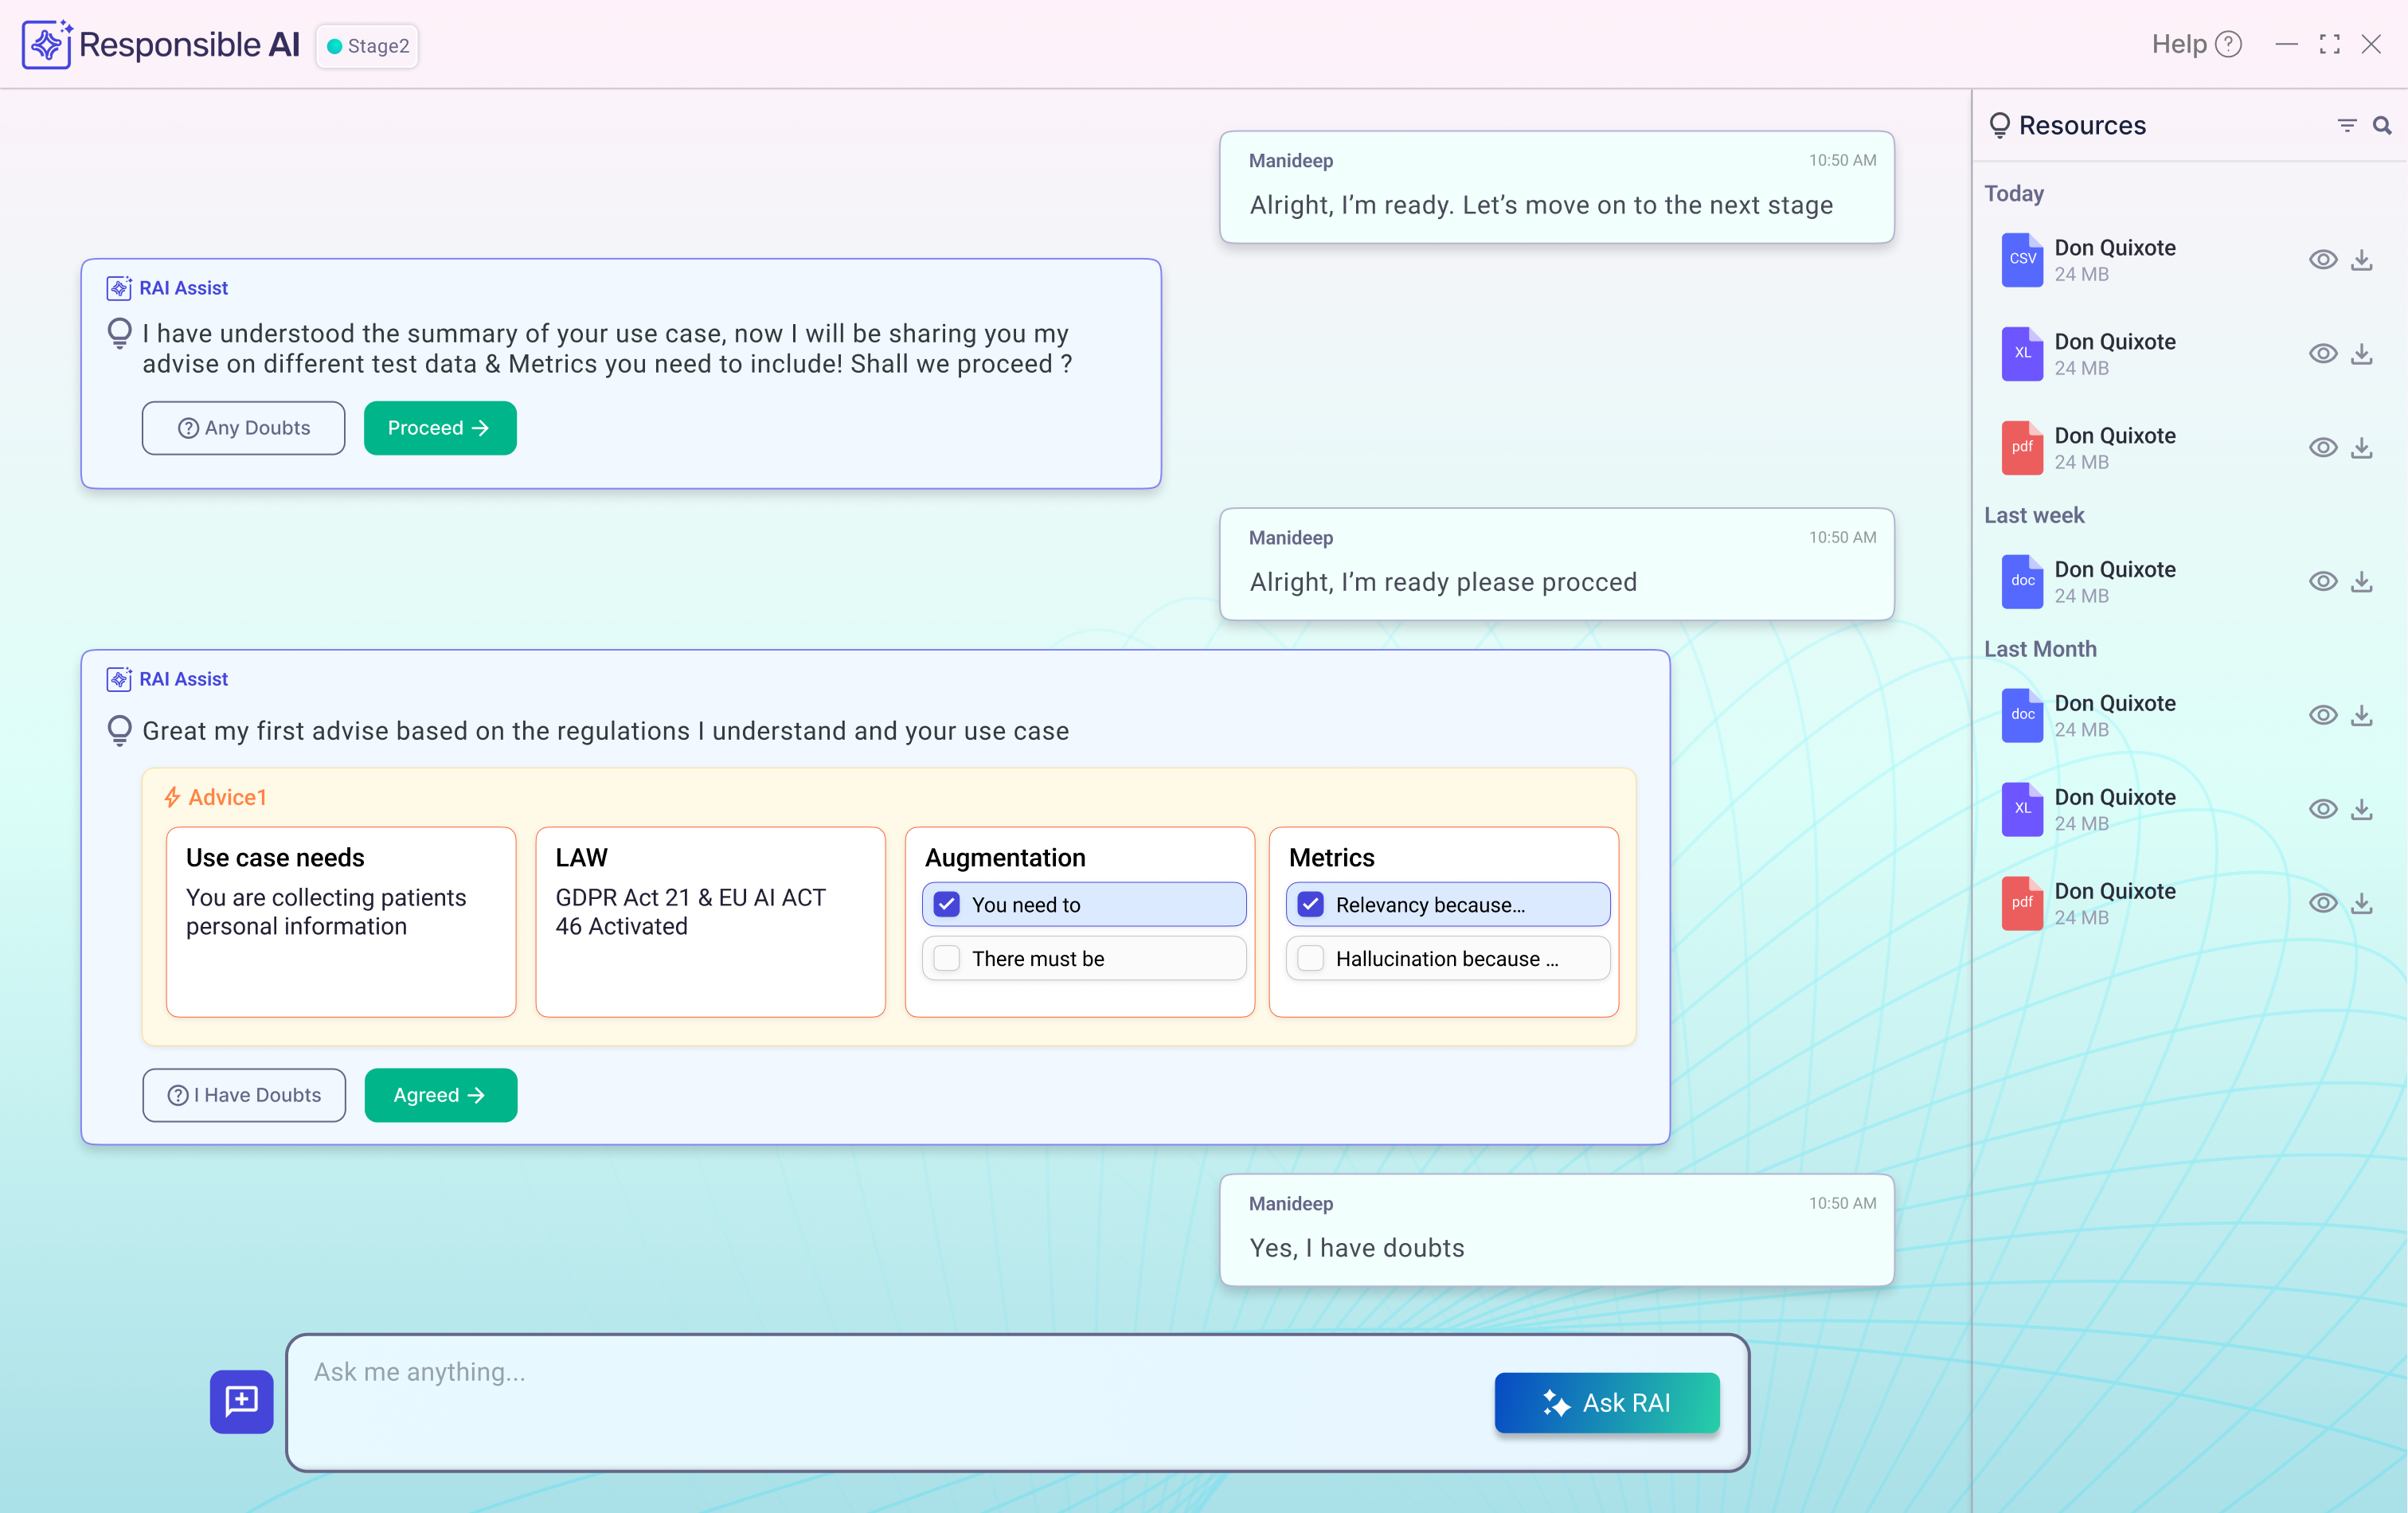 Responsible AI
Stage2
Help
Manideep
10:50 AM
Alright, I’m ready. Let’s move on to the next stage
RAI Assist
I have understood the summary of your use case, now I will be sharing you my
advise on different test data & Metrics you need to include! Shall we proceed ?
Any Doubts
Proceed
Manideep
10:50 AM
Alright, I’m ready please procced
RAI Assist
Great my first advise based on the regulations I understand and your use case
Advice1
Use case needs
You are collecting patients
personal information
LAW
GDPR Act 21 & EU AI ACT
46 Activated
Augmentation
You need to
There must be
Metrics
Relevancy because...
Hallucination because ...
I Have Doubts
Agreed
Manideep
10:50 AM
Yes, I have doubts
Ask me anything...
Ask RAI
Resources
Today
CSV
Don Quixote
24 MB
XL
Don Quixote
24 MB
pdf
Don Quixote
24 MB
Last week
doc
Don Quixote
24 MB
Last Month
doc
Don Quixote
24 MB
XL
Don Quixote
24 MB
pdf
Don Quixote
24 MB